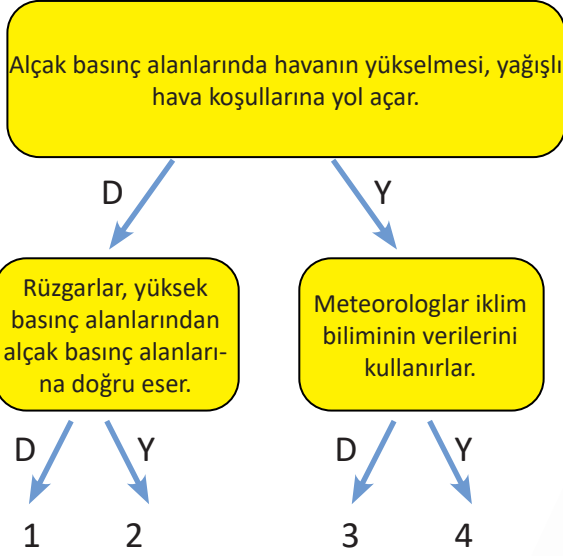 Alçak basınç alanlarında havanın yükselmesi, yağışlı
hava koşullarına yol açar.
D Y
Rüzgarlar, yüksek
basınç alanlarından
alçak basınç alanları-
na doğru eser.
Meteorologlar iklim
biliminin verilerini
kullanırlar.
D Y D Y
1 2 3 4